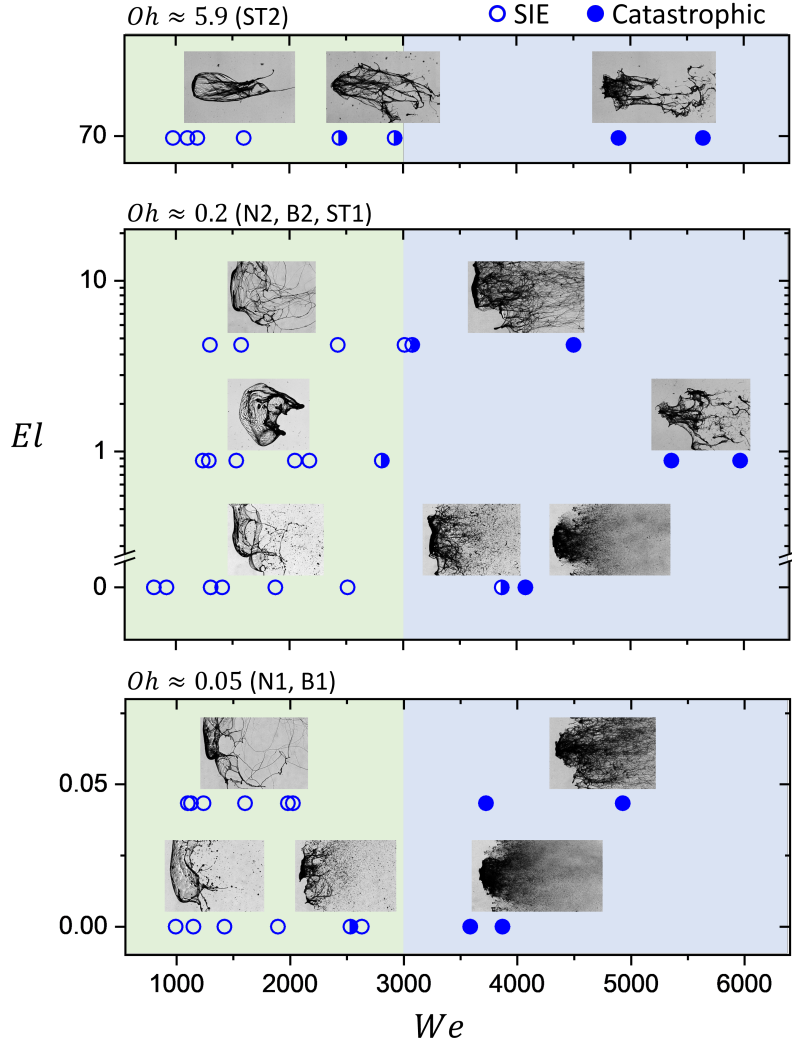 Oh ≈ 5.9 (ST2)
SIE
Catastrophic
70
Oh ≈ 0.2 (N2, B2, ST1)
10
El
1
0
Oh ≈ 0.05 (N1, B1)
0.05
0.00
1000 2000 3000 4000 5000 6000
We